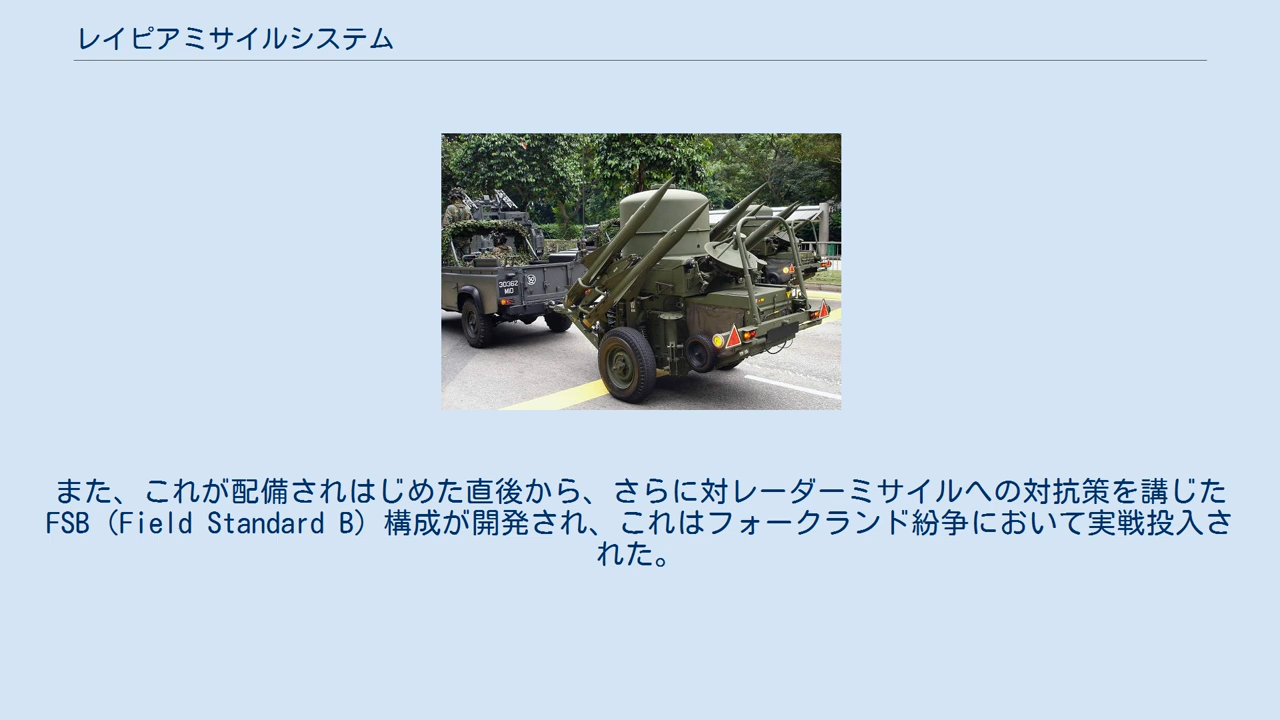 レイピアミサイルシステム
30362
MID
また、これが配備されはじめた直後から、さらに対レーダーミサイルへの対抗策を講じた
FSB（Field Standard B）構成が開発され、これはフォークランド紛争において実戦投入さ
れた。